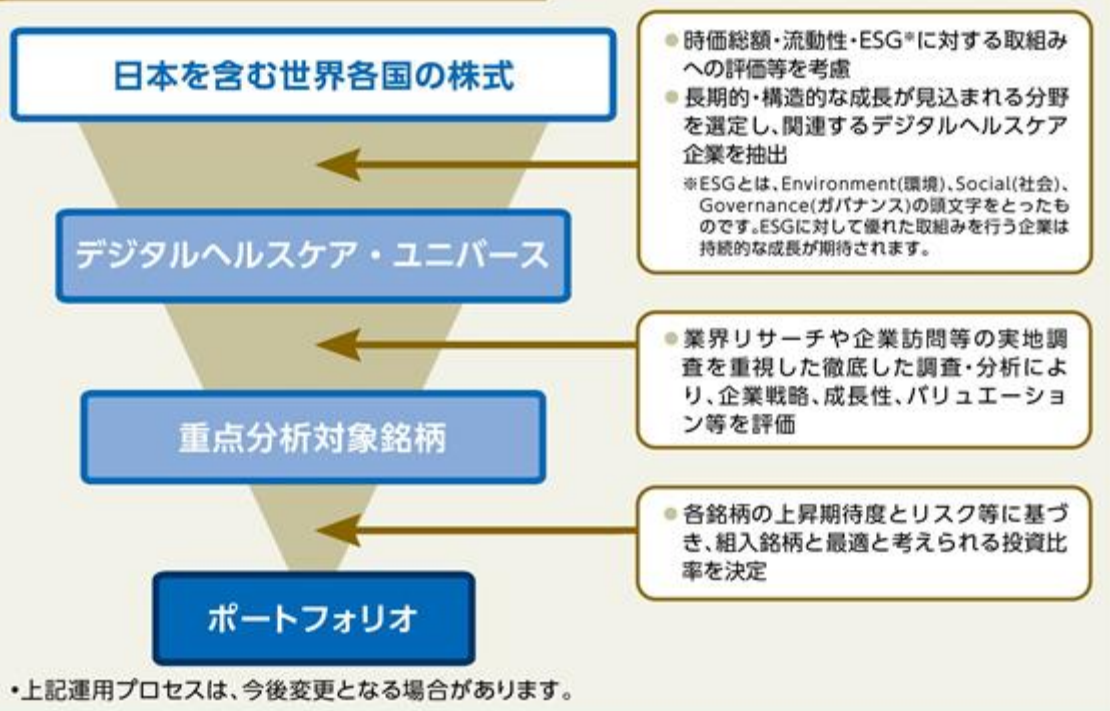 日本を含む世界各国の株式
●時価総額・流動性・ESG※に対する取組み
への評価等を考慮
●長期的・構造的な成長が見込まれる分野
を選定し、関連するデジタルヘルスケア
企業を抽出
※ESGとは、Environment(環境)、Social(社会)、
Governance(ガバナンス)の頭文字をとったも
のです。ESGに対して優れた取組みを行う企業は
持続的な成長が期待されます。
デジタルヘルスケア・ユニバース
●業界リサーチや企業訪問等の実地調
査を重視した徹底した調査・分析によ
り、企業戦略、成長性、バリュエーショ
ン等を評価
重点分析対象銘柄
●各銘柄の上昇期待度とリスク等に基づ
き、組入銘柄と最適と考えられる投資比
率を決定
ポートフォリオ
•上記運用プロセスは、今後変更となる場合があります。